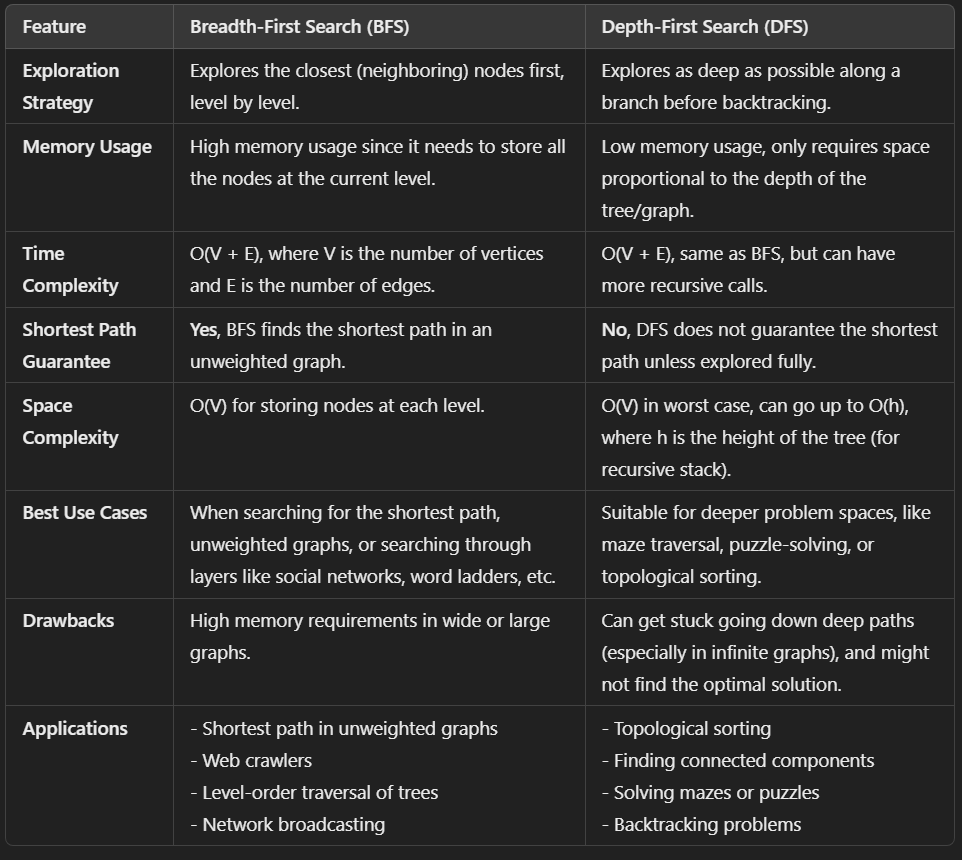 Feature
Breadth-First Search (BFS)
Depth-First Search (DFS)
Exploration
Strategy
Explores the closest (neighboring) nodes first,
level by level.
Explores as deep as possible along a
branch before backtracking.
Memory Usage
High memory usage since it needs to store all
the nodes at the current level.
Low memory usage, only requires space
proportional to the depth of the
tree/graph.
Time
Complexity
O(V + E), where V is the number of vertices
and E is the number of edges.
O(V + E), same as BFS, but can have
more recursive calls.
Shortest Path
Guarantee
Yes, BFS finds the shortest path in an
unweighted graph.
No, DFS does not guarantee the shortest
path unless explored fully.
Space
Complexity
O(V) for storing nodes at each level.
O(V) in worst case, can go up to O(h),
where h is the height of the tree (for
recursive stack).
Best Use Cases
When searching for the shortest path,
unweighted graphs, or searching through
layers like social networks, word ladders, etc.
Suitable for deeper problem spaces, like
maze traversal, puzzle-solving, or
topological sorting.
Drawbacks
High memory requirements in wide or large
graphs.
Can get stuck going down deep paths
(especially in infinite graphs), and might
not find the optimal solution.
Applications
- Shortest path in unweighted graphs
- Web crawlers
- Level-order traversal of trees
- Network broadcasting
- Topological sorting
- Finding connected components
- Solving mazes or puzzles
- Backtracking problems